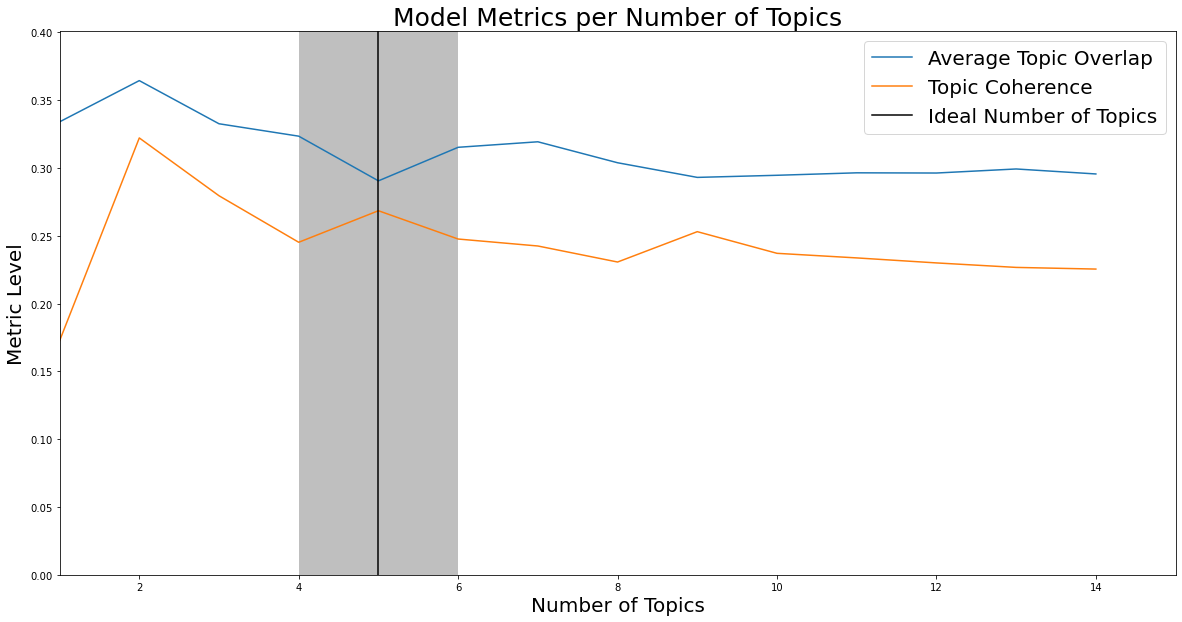 Model Metrics per Number of Topics
Average Topic Overlap
Topic Coherence
Ideal Number of Topics
Metric Level
0.40
0.35
0.30
0.25
0.20
0.15
0.10
0.05
0.00
2 4 6 8 10 12 14
Number of Topics